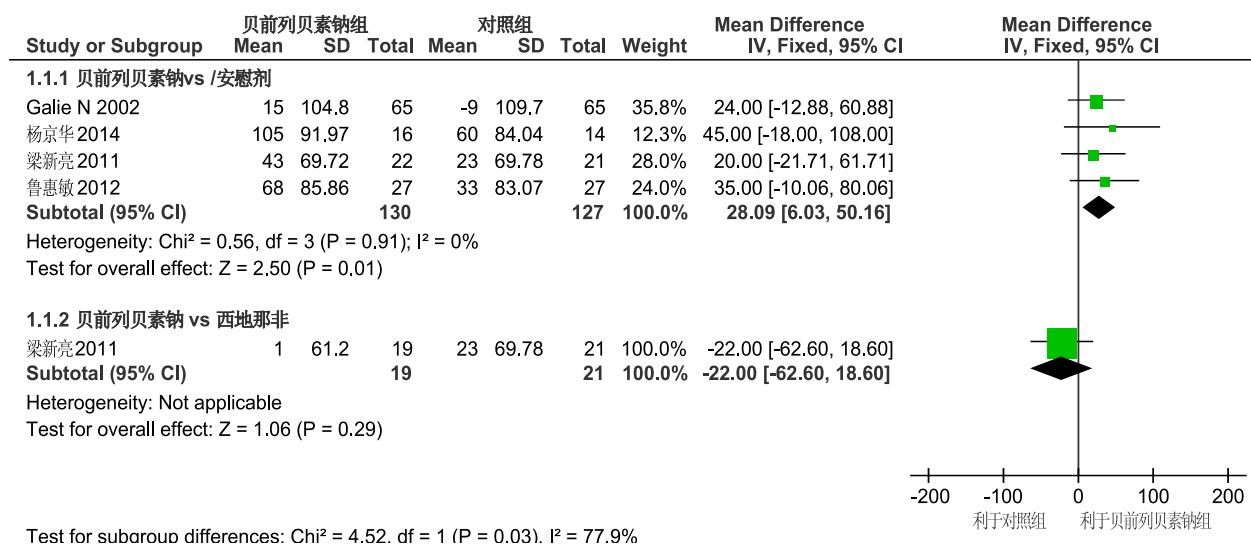 贝前列贝素钠组 对照组 Mean Difference Mean Difference
Study or Subgroup Mean SD Total Mean SD Total Weight IV, Fixed, 95% CI IV, Fixed, 95% CI
1.1.1 贝前列贝素钠vs /安慰剂
Galie N 2002 15 104.8 65 -9 109.7 65 35.8% 24.00 [-12.88, 60.88]
杨京华2014 105 91.97 16 60 84.04 14 12.3% 45.00 [-18.00, 108.00]
梁新亮2011 43 69.72 22 23 69.78 21 28.0% 20.00 [-21.71, 61.71]
鲁惠敏2012 68 85.86 27 33 83.07 27 24.0% 35.00 [-10.06, 80.06]
Subtotal (95% CI) 130 127 100.0% 28.09 [6.03, 50.16]
Heterogeneity: Chi² = 0.56, df = 3 (P = 0.91); I² = 0%
Test for overall effect: Z = 2.50 (P = 0.01)
1.1.2 贝前列贝素钠 vs 西地那非
梁新亮2011 1 61.2 19 23 69.78 21 100.0% -22.00 [-62.60, 18.60]
Subtotal (95% CI) 19 21 100.0% -22.00 [-62.60, 18.60]
Heterogeneity: Not applicable
Test for overall effect: Z = 1.06 (P = 0.29)
-200 -100 0 100 200
利于对照组 利于贝前列贝素钠组
Test for subgroup differences: Chi² = 4.52, df = 1 (P = 0.03), I² = 77.9%